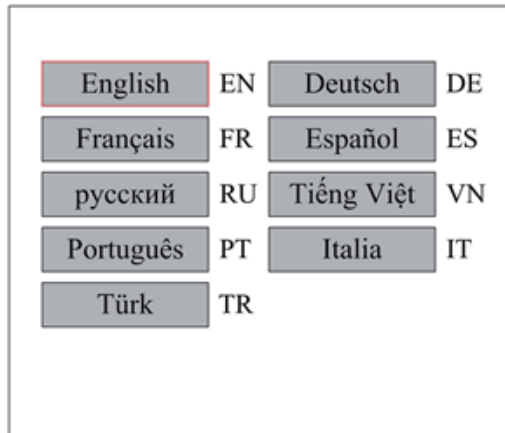 English EN Deutsch DE
Français FR Español ES
русский RU Tiếng Việt VN
Português PT Italia IT
Türk TR